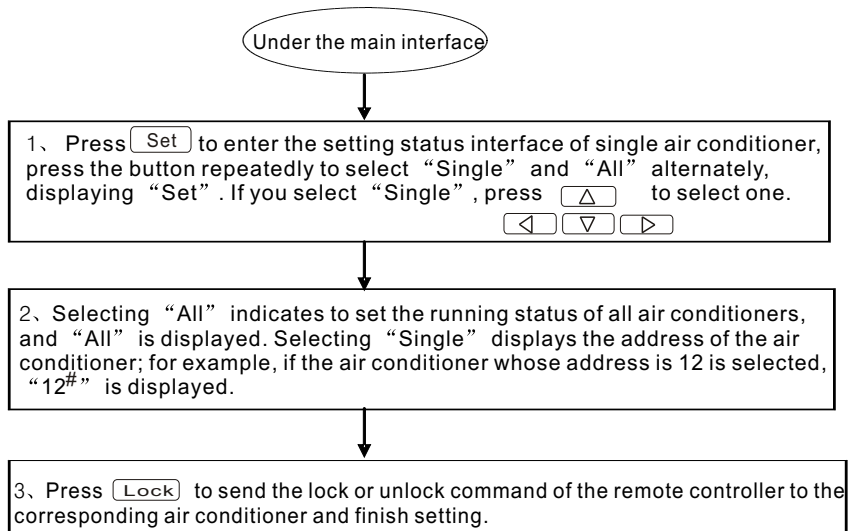 Under the main interface
1、 Press Set to enter the setting status interface of single air conditioner,
press the button repeatedly to select “Single” and “All” alternately,
displaying “Set”. If you select “Single”, press △ to select one.
◁ ▽ ▷
2、Selecting “All” indicates to set the running status of all air conditioners,
and “All” is displayed. Selecting “Single” displays the address of the air
conditioner; for example, if the air conditioner whose address is 12 is selected,
“12#” is displayed.
3、Press Lock to send the lock or unlock command of the remote controller to the
corresponding air conditioner and finish setting.